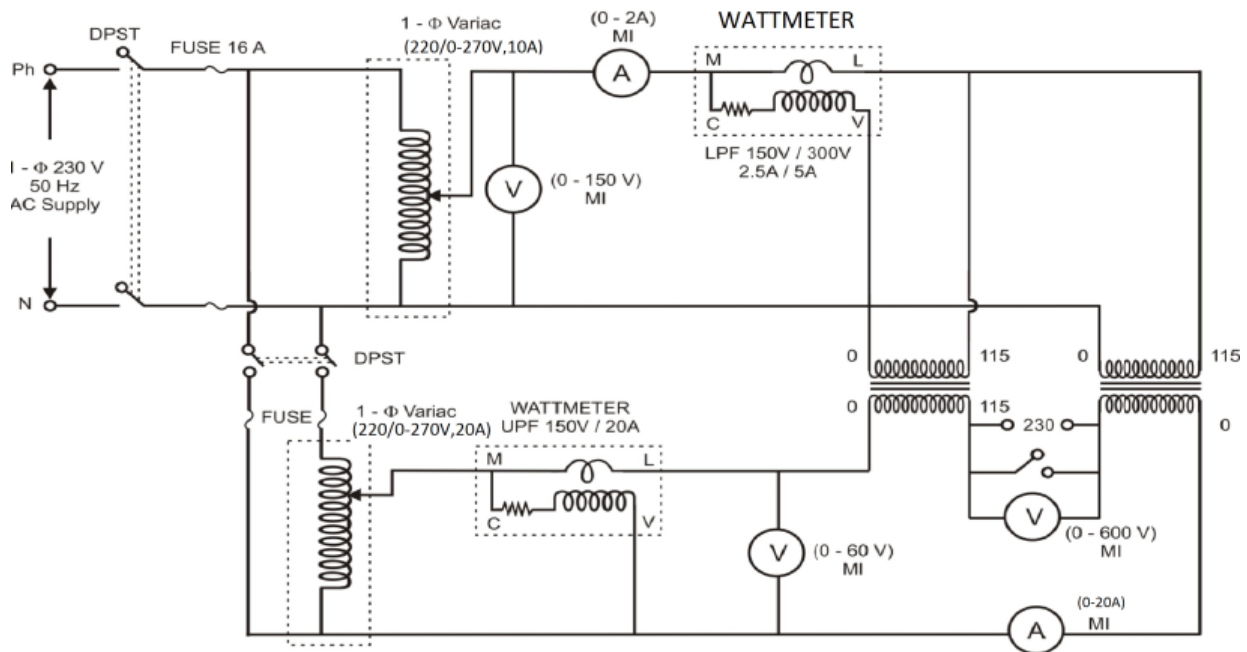 DPST
FUSE 16 A
1 - Φ Variac
(220/0-270V,10A)
(0 - 2A)
MI
WATTMETER
Ph
A
M
L
C
V
LPF 150V / 300V
2.5A / 5A
1 - Φ 230 V
50 Hz
AC Supply
V
(0 - 150 V)
MI
N
DPST
0
115
0
115
0
115
0
FUSE
1 - Φ Variac
(220/0-270V,20A)
WATTMETER
UPF 150V / 20A
230
M
L
C
V
V
(0 - 60 V)
MI
V
(0 - 600 V)
MI
A
(0-20A)
MI